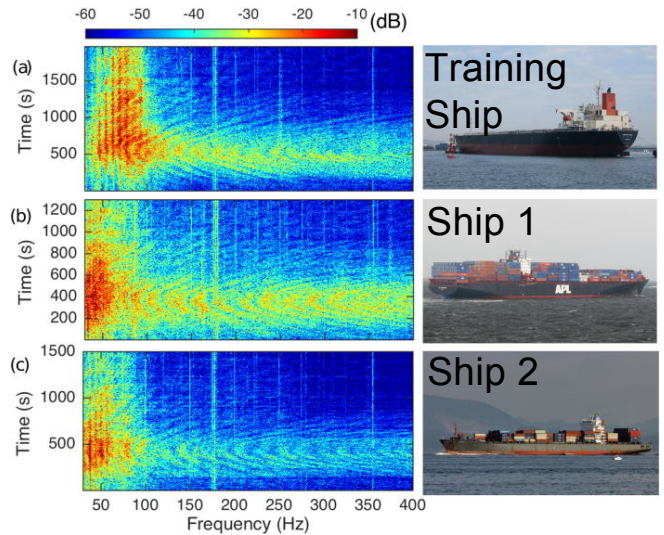 -60 -50 -40 -30 -20 -10 (dB)
(a)
Time (s)
1500
1000
500
Training
Ship
(b)
Time (s)
1200
1000
800
600
400
200
Ship 1
APL
(c)
Time (s)
1500
1000
500
Ship 2
50 100 150 200 250 300 350 400
Frequency (Hz)